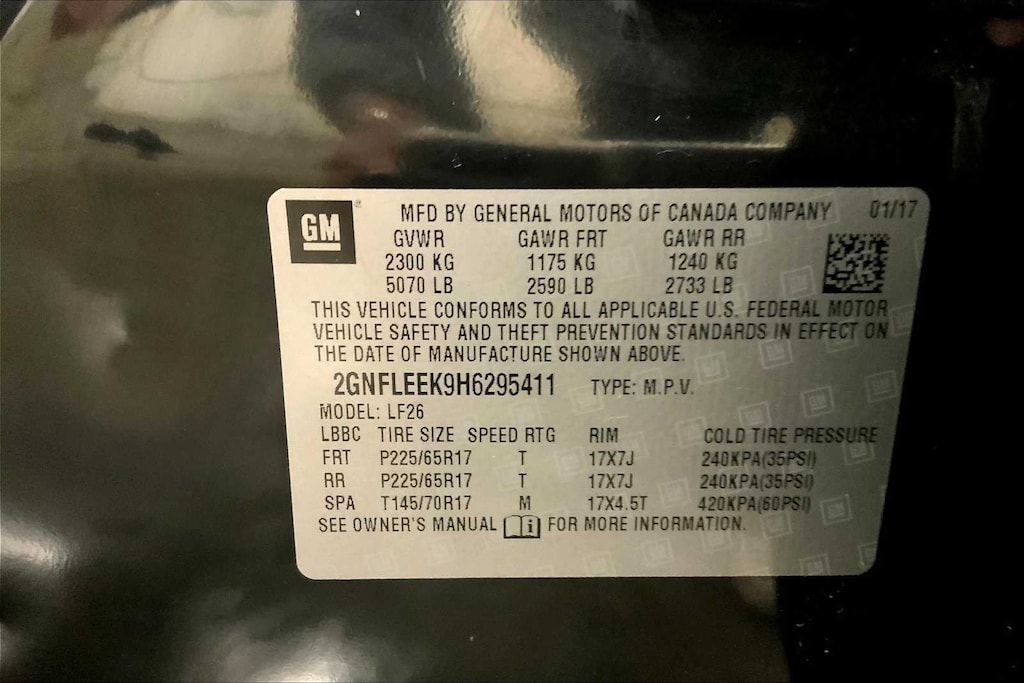 GM ® MFD BY GENERAL MOTORS OF CANADA COMPANY 01/17
GVWR GAWR FRT GAWR RR
2300 KG 1175 KG 1240 KG
5070 LB 2590 LB 2733 LB
THIS VEHICLE CONFORMS TO ALL APPLICABLE U.S. FEDERAL MOTOR
VEHICLE SAFETY AND THEFT PREVENTION STANDARDS IN EFFECT ON
THE DATE OF MANUFACTURE SHOWN ABOVE.
2GNFLEEK9H6295411 TYPE: M.P.V.
MODEL: LF26
LBBC TIRE SIZE SPEED RTG RIM COLD TIRE PRESSURE
FRT P225/65R17 T 17X7J 240KPA(35PSI)
RR P225/65R17 T 17X7J 240KPA(35PSI)
SPA T145/70R17 M 17X4.5T 420KPA(60PSI)
SEE OWNER'S MANUAL i FOR MORE INFORMATION.